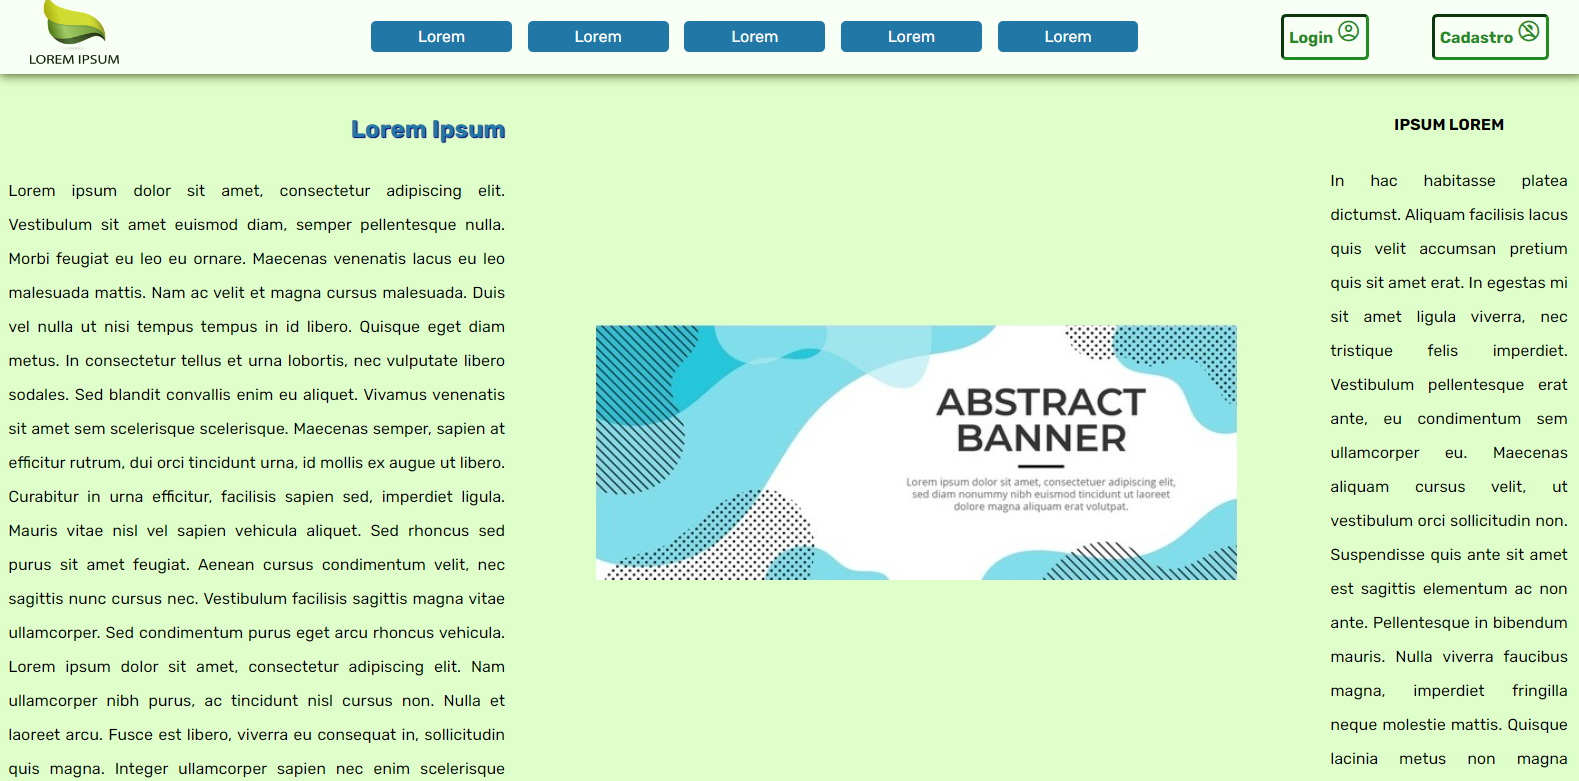 LOREM IPSUM
Lorem
Lorem
Lorem
Lorem
Lorem
Login
Cadastro
Lorem Ipsum
Lorem ipsum dolor sit amet, consectetur adipiscing elit.
Vestibulum sit amet euismod diam, semper pellentesque nulla.
Morbi feugiat eu leo eu ornare. Maecenas venenatis lacus eu leo
malesuada mattis. Nam ac velit et magna cursus malesuada. Duis
vel nulla ut nisi tempus tempus in id libero. Quisque eget diam
metus. In consectetur tellus et urna lobortis, nec vulputate libero
sodales. Sed blandit convallis enim eu aliquet. Vivamus venenatis
sit amet sem scelerisque scelerisque. Maecenas semper, sapien at
efficitur rutrum, dui orci tincidunt urna, id mollis ex augue ut libero.
Curabitur in urna efficitur, facilisis sapien sed, imperdiet ligula.
Mauris vitae nisl vel sapien vehicula aliquet. Sed rhoncus sed
purus sit amet feugiat. Aenean cursus condimentum velit, nec
sagittis nunc cursus nec. Vestibulum facilisis sagittis magna vitae
ullamcorper. Sed condimentum purus eget arcu rhoncus vehicula.
Lorem ipsum dolor sit amet, consectetur adipiscing elit. Nam
ullamcorper nibh purus, ac tincidunt nisl cursus non. Nulla et
laoreet arcu. Fusce est libero, viverra eu consequat in, sollicitudin
quis magna. Integer ullamcorper sapien nec enim scelerisque
ABSTRACT
BANNER
Lorem ipsum dolor sit amet, consectetuer adipiscing elit,
sed diam nonummy nibh euismod tincidunt ut laoreet
dolore magna aliquam erat volutpat.
IPSUM LOREM
In hac habitasse platea
dictumst. Aliquam facilisis lacus
quis velit accumsan pretium
quis sit amet erat. In egestas mi
sit amet ligula viverra, nec
tristique felis imperdiet.
Vestibulum pellentesque erat
ante, eu condimentum sem
ullamcorper eu. Maecenas
aliquam cursus velit, ut
vestibulum orci sollicitudin non.
Suspendisse quis ante sit amet
est sagittis elementum ac non
ante. Pellentesque in bibendum
mauris. Nulla viverra faucibus
magna, imperdiet fringilla
neque molestie mattis. Quisque
lacinia metus non magna